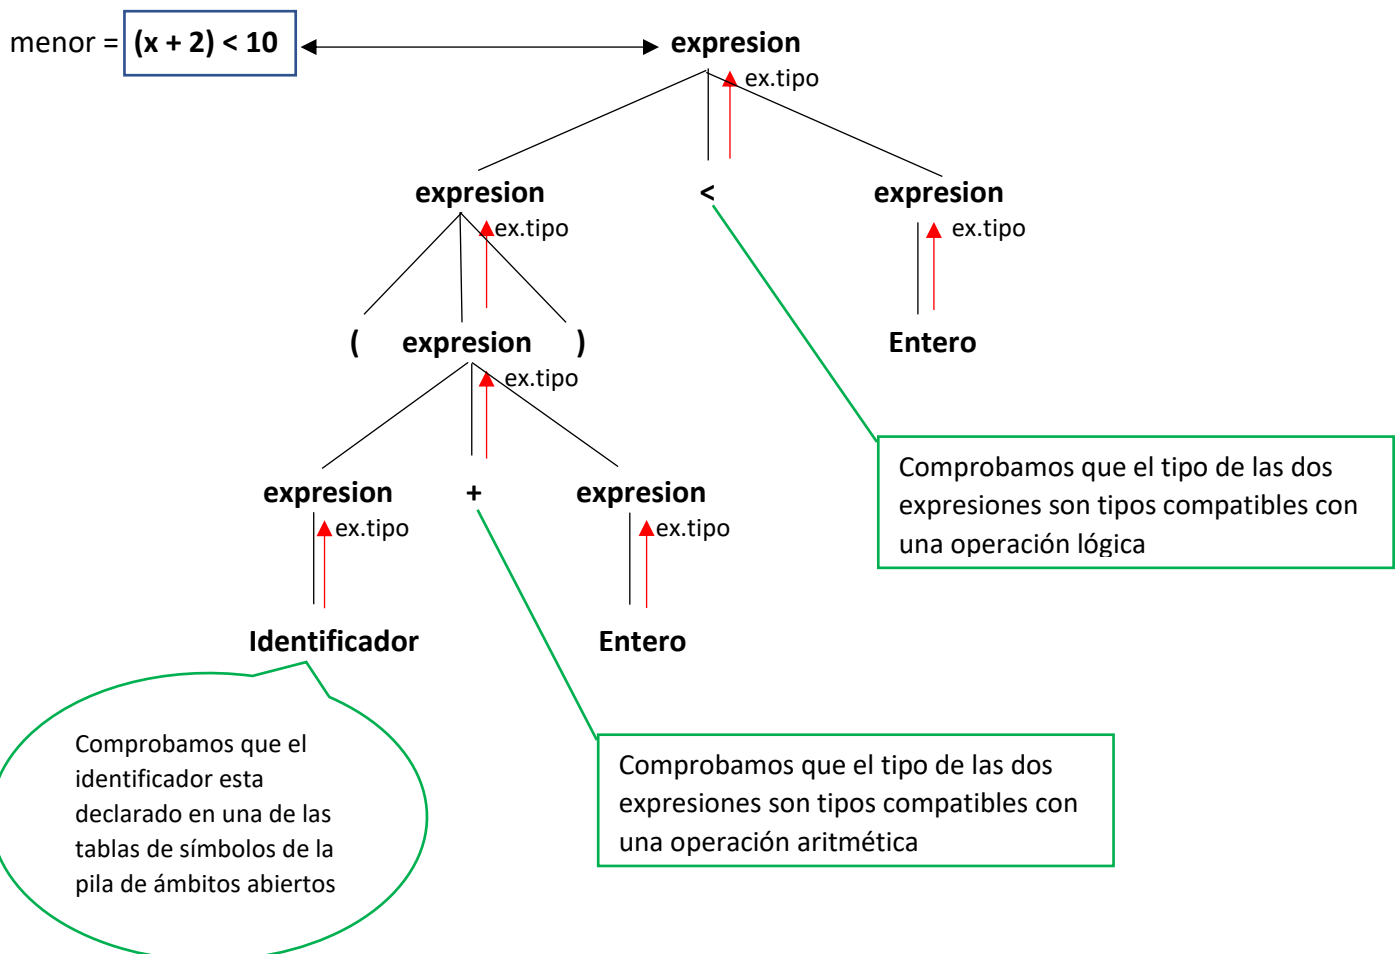 menor = (x + 2) < 10
expresion
ex.tipo
expresion
<
expresion
ex.tipo
ex.tipo
( expresion )
Entero
ex.tipo
Comprobamos que el tipo de las dos
expresiones son tipos compatibles con
una operación lógica
expresion + expresion
ex.tipo
ex.tipo
Identificador
Entero
Comprobamos que el
identificador esta
declarado en una de las
tablas de símbolos de la
pila de ámbitos abiertos
Comprobamos que el tipo de las dos
expresiones son tipos compatibles con
una operación aritmética